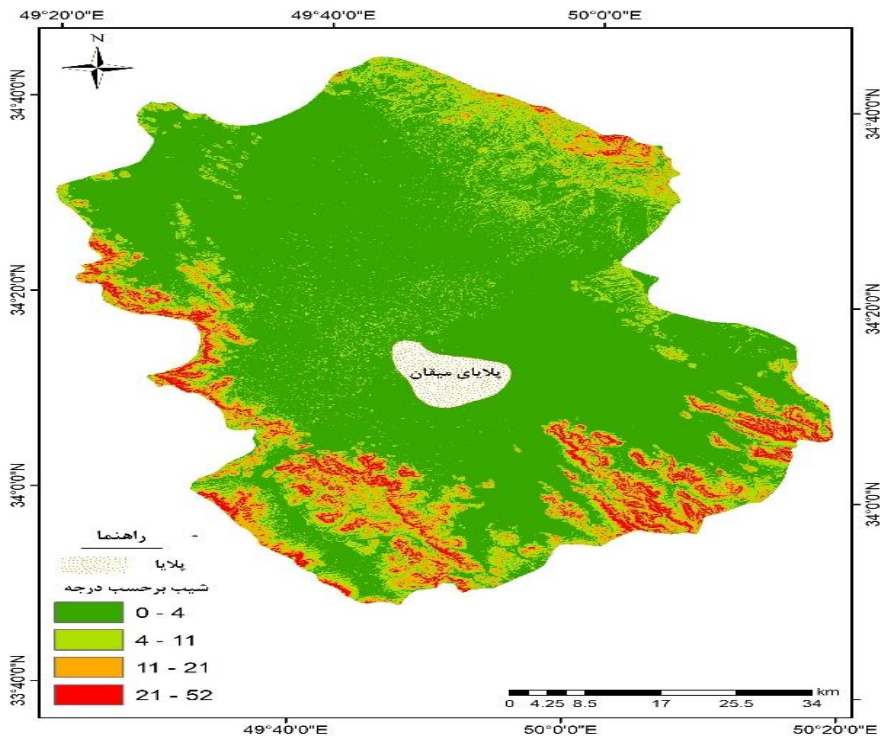 49°20'0"E 49°40'0"E 50°0'0"E
N
34°40'0"N
34°40'0"N
34°20'0"N
34°20'0"N
پلایای میقان
34°0'0"N
34°0'0"N
راهنما -
پلایا
شیب برحسب درجه
0 - 4
4 - 11
11 - 21
21 - 52
33°40'0"N
km
0 4.25 8.5 17 25.5 34
49°40'0"E 50°0'0"E 50°20'0"E